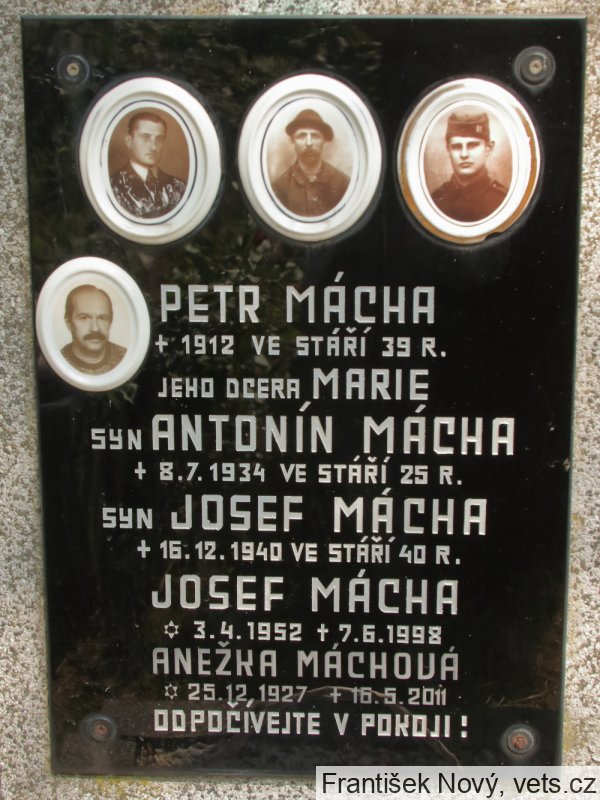 PETR MÁCHA
+ 1912 VE STÁŘÍ 39 R.
JEHO DCERA MARIE
SYN ANTONÍN MÁCHA
+ 8.7.1934 VE STÁŘÍ 25 R.
SYN JOSEF MÁCHA
+ 16.12.1940 VE STÁŘÍ 40 R.
JOSEF MÁCHA
✡ 3.4.1952 + 7.6.1998
ANEŽKA MÁCHOVÁ
✡ 25.12.1927 + 16.5.2011
ODPOČÍVEJTE V POKOJI!
František Nový, vets.cz